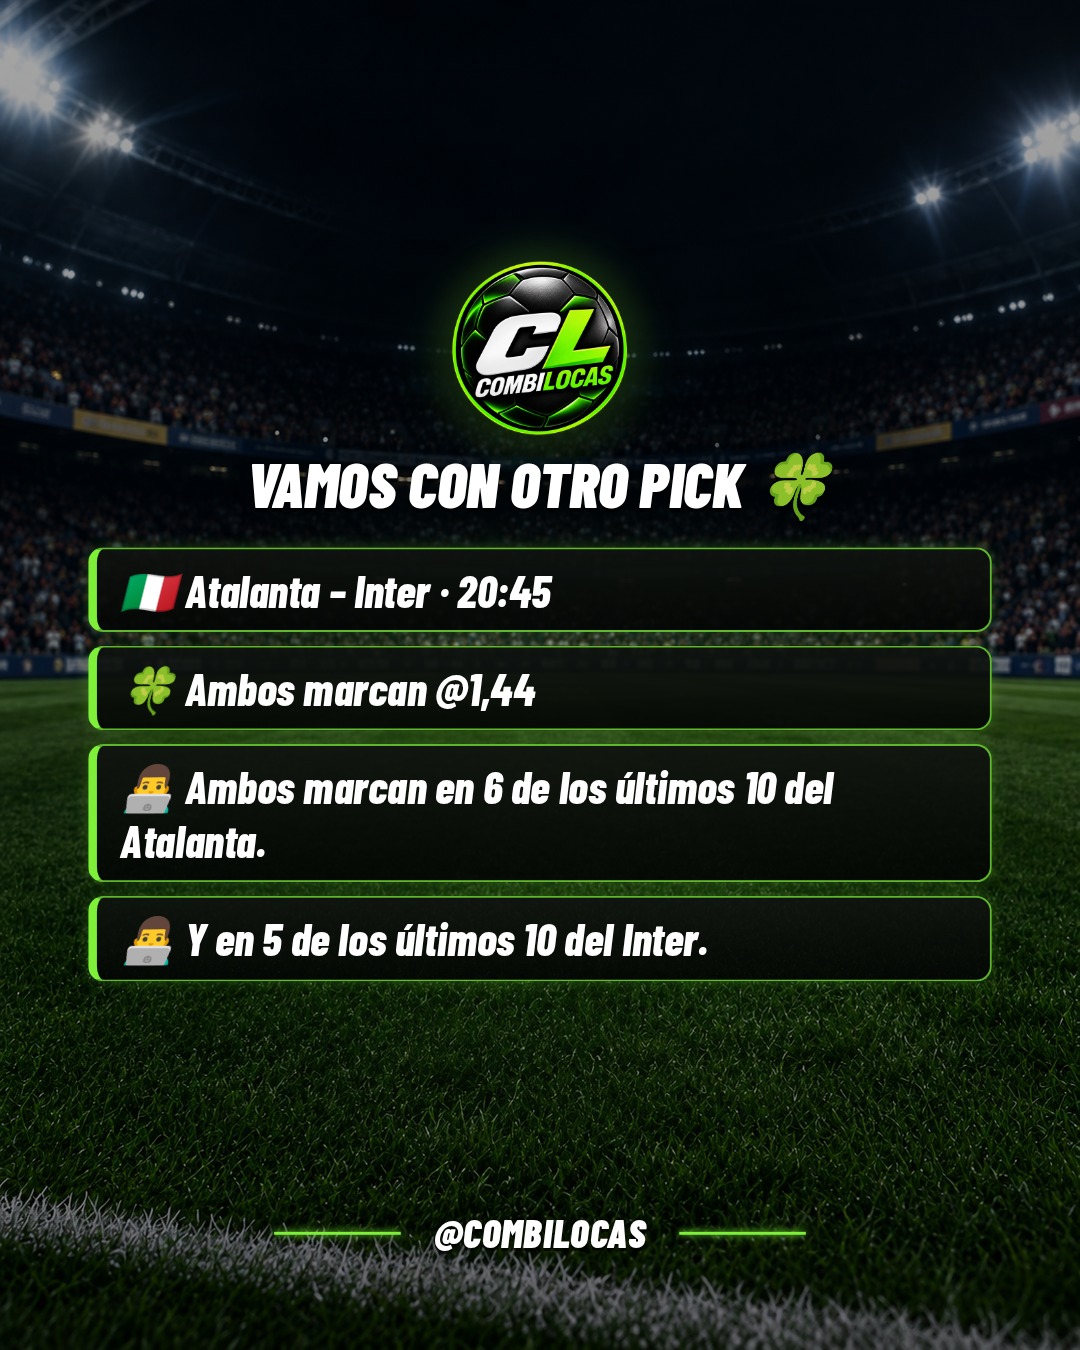 CL
COMBILOCAS
VAMOS CON OTRO PICK 🍀
🇮🇹 Atalanta – Inter · 20:45
🍀 Ambos marcan @1,44
👨‍💻 Ambos marcan en 6 de los últimos 10 del
Atalanta.
👨‍💻 Y en 5 de los últimos 10 del Inter.
@COMBILOCAS